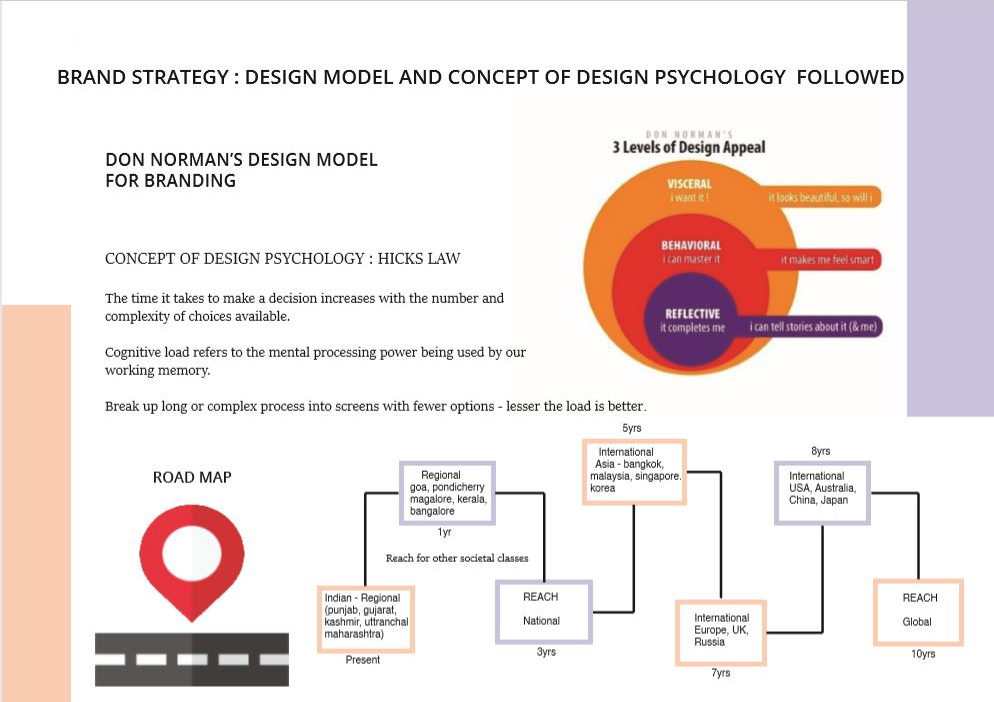 BRAND STRATEGY : DESIGN MODEL AND CONCEPT OF DESIGN PSYCHOLOGY FOLLOWED
DON NORMAN'S DESIGN MODEL
FOR BRANDING
DON NORMAN'S
3 Levels of Design Appeal
VISCERAL
i want it !
it looks beautiful, so will i
BEHAVIORAL
i can master it
it makes me feel smart
REFLECTIVE
it completes me
i can tell stories about it (& me)
CONCEPT OF DESIGN PSYCHOLOGY : HICKS LAW
The time it takes to make a decision increases with the number and
complexity of choices available.
Cognitive load refers to the mental processing power being used by our
working memory.
Break up long or complex process into screens with fewer options - lesser the load is better.
ROAD MAP
Indian - Regional
(punjab, gujarat,
kashmir, uttranchal
maharashtra)
Present
Regional
goa, pondicherry
magalore, kerala,
bangalore
1yr
Reach for other societal classes
REACH
National
3yrs
5yrs
International
Asia - bangkok,
malaysia, singapore.
korea
International
Europe, UK,
Russia
7yrs
8yrs
International
USA, Australia,
China, Japan
REACH
Global
10yrs